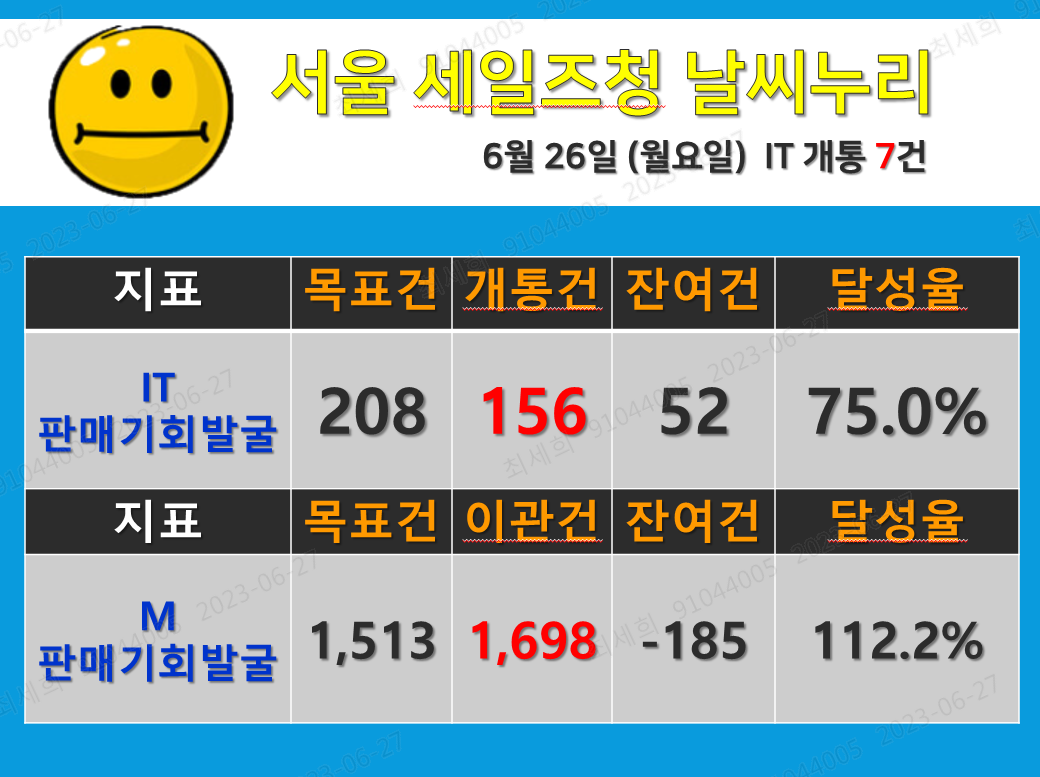 서울 세일즈청 날씨누리
6월 26일 (월요일) IT 개통 7건
지표 목표건 개통건 잔여건 달성율
IT
판매기회발굴 208 156 52 75.0%
지표 목표건 이관건 잔여건 달성율
M
판매기회발굴 1,513 1,698 -185 112.2%
최세희 91044005 2023-06-27